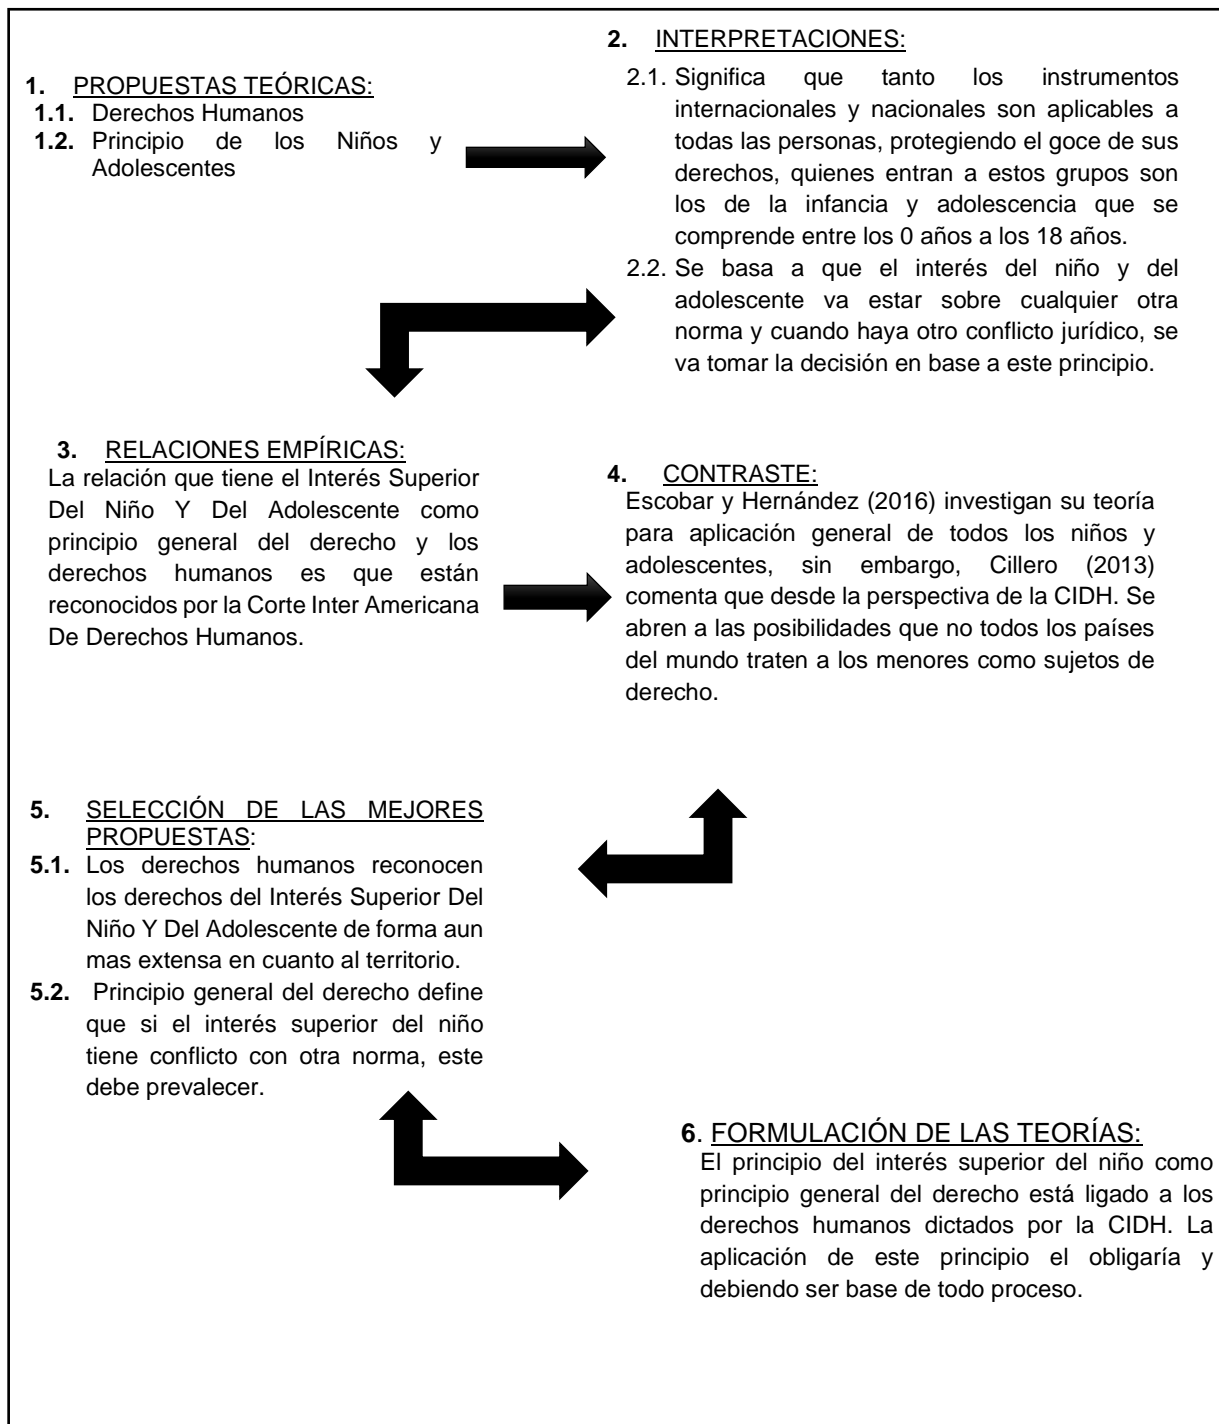 1. PROPUESTAS TEÓRICAS:
1.1. Derechos Humanos
1.2. Principio de los Niños y
Adolescentes
2. INTERPRETACIONES:
2.1. Significa que tanto los instrumentos
internacionales y nacionales son aplicables a
todas las personas, protegiendo el goce de sus
derechos, quienes entran a estos grupos son
los de la infancia y adolescencia que se
comprende entre los 0 años a los 18 años.
2.2. Se basa a que el interés del niño y del
adolescente va estar sobre cualquier otra
norma y cuando haya otro conflicto jurídico, se
va tomar la decisión en base a este principio.
3. RELACIONES EMPÍRICAS:
La relación que tiene el Interés Superior
Del Niño Y Del Adolescente como
principio general del derecho y los
derechos humanos es que están
reconocidos por la Corte Inter Americana
De Derechos Humanos.
4. CONTRASTE:
Escobar y Hernández (2016) investigan su teoría
para aplicación general de todos los niños y
adolescentes, sin embargo, Cillero (2013)
comenta que desde la perspectiva de la CIDH. Se
abren a las posibilidades que no todos los países
del mundo traten a los menores como sujetos de
derecho.
5. SELECCIÓN DE LAS MEJORES
PROPUESTAS:
5.1. Los derechos humanos reconocen
los derechos del Interés Superior Del
Niño Y Del Adolescente de forma aun
mas extensa en cuanto al territorio.
5.2. Principio general del derecho define
que si el interés superior del niño
tiene conflicto con otra norma, este
debe prevalecer.
6. FORMULACIÓN DE LAS TEORÍAS:
El principio del interés superior del niño como
principio general del derecho está ligado a los
derechos humanos dictados por la CIDH. La
aplicación de este principio el obligaría y
debiendo ser base de todo proceso.